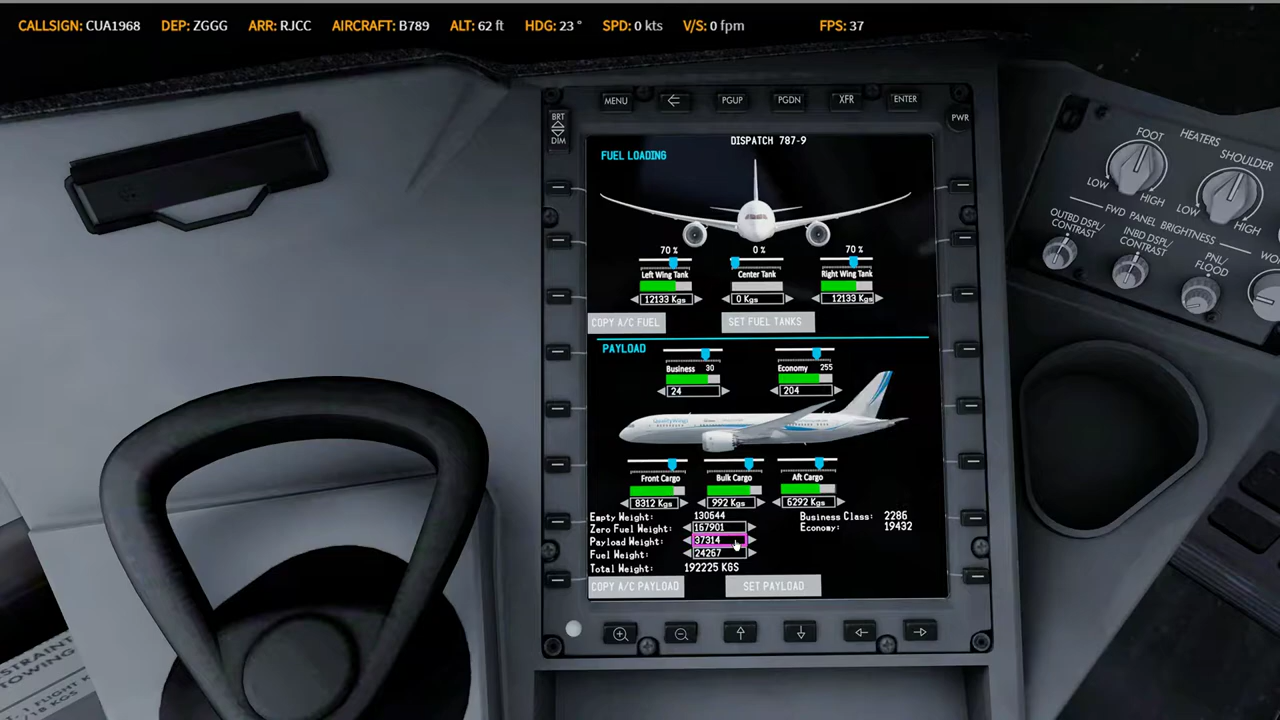 CALLSIGN: CUA1968 DEP: ZGGG ARR: RJCC AIRCRAFT: B789 ALT: 62 ft HDG: 23 ° SPD: 0 kts V/S: 0 fpm FPS: 37
MENU PGUP PGDN XFR ENTER
BRT
DIM
PWR
DISPATCH 787-9
FUEL LOADING
70 % 0 % 70 %
Left Wing Tank Center Tank Right Wing Tank
12133 Kgs 0 Kgs 12133 Kgs
COPY A/C FUEL SET FUEL TANKS
PAYLOAD
Business 30 Economy 255
24 204
Front Cargo Bulk Cargo Aft Cargo
8312 Kgs 992 Kgs 6292 Kgs
Empty Weight: 130644 Business Class: 2286
Zero Fuel Weight: 167901 Economy: 19432
Payload Weight: 37314
Fuel Weight: 24267
Total Weight: 192225 KGS
COPY A/C PAYLOAD SET PAYLOAD
HEATERS
FOOT SHOULDER
LOW HIGH LOW HIGH
FWD PANEL BRIGHTNESS
OUTBD DSPL/
CONTRAST
INBD DSPL/
CONTRAST
PNL/
FLOOD
TOWING